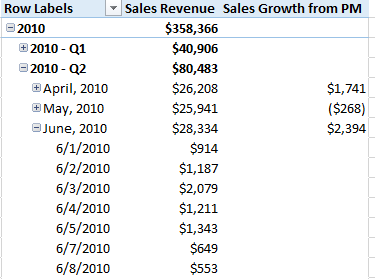 Row Labels Sales Revenue Sales Growth from PM
2010 $358,366
2010 - Q1 $40,906
2010 - Q2 $80,483
April, 2010 $26,208 $1,741
May, 2010 $25,941 ($268)
June, 2010 $28,334 $2,394
6/1/2010 $914
6/2/2010 $1,187
6/3/2010 $2,079
6/4/2010 $1,211
6/5/2010 $1,343
6/7/2010 $649
6/8/2010 $553